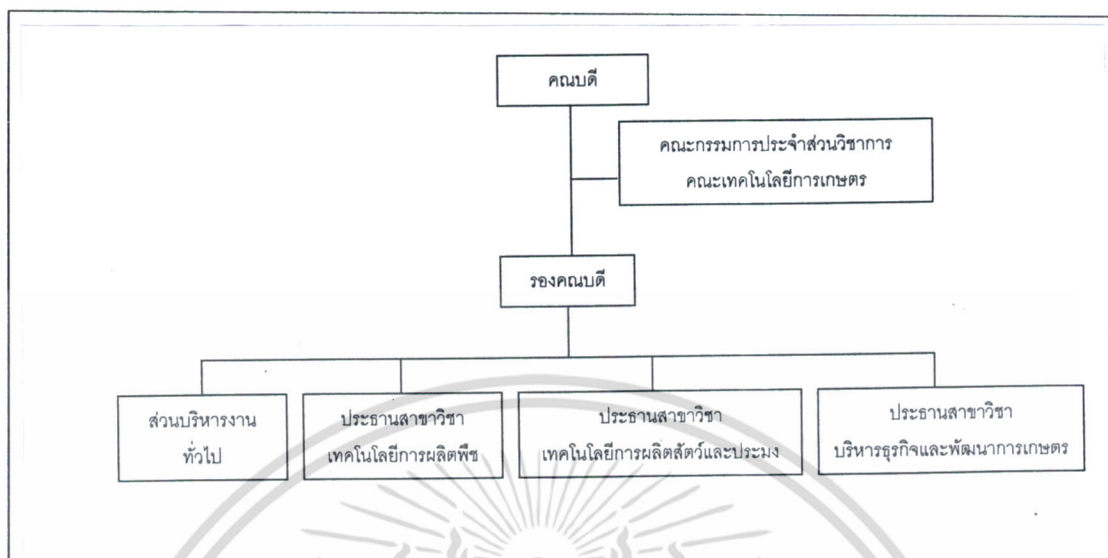 คณบดี
คณะกรรมการประจำส่วนวิชาการ
คณะเทคโนโลยีการเกษตร
รองคณบดี
ส่วนบริหารงาน
ทั่วไป
ประธานสาขาวิชา
เทคโนโลยีการผลิตพืช
ประธานสาขาวิชา
เทคโนโลยีการผลิตสัตว์และประมง
ประธานสาขาวิชา
บริหารธุรกิจและพัฒนาการเกษตร